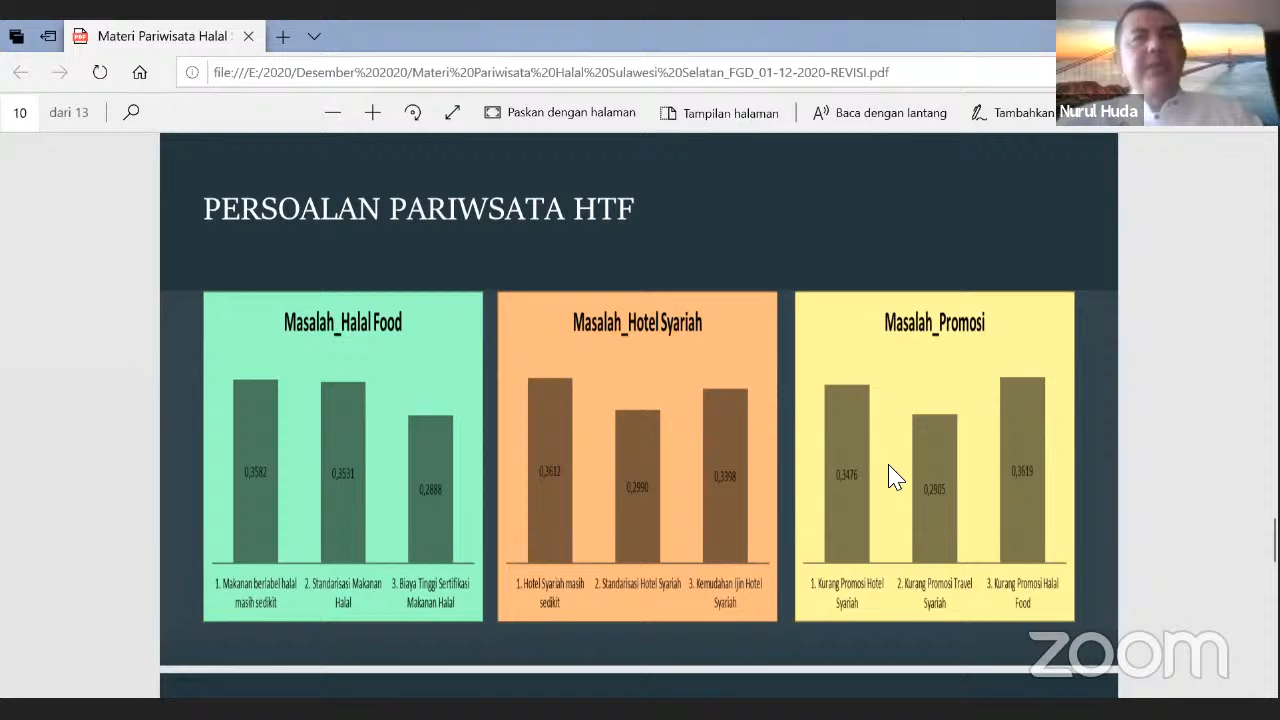 Materi Pariwisata Halal
file:///E:/2020/Desember%202020/Materi%20Pariwisata%20Halal%20Sulawesi%20Selatan_FGD_01-12-2020-REVISI.pdf
10 dari 13
Paskan dengan halaman
Tampilan halaman
Baca dengan lantang
Tambahkan
Nurul Huda
PERSOALAN PARIWSATA HTF
Masalah_Halal Food
0,3582
0,3531
0,2888
1. Makanan berlabel halal
masih sedikit
2. Standarisasi Makanan
Halal
3. Biaya Tinggi Sertifikasi
Makanan Halal
Masalah_Hotel Syariah
0,3612
0,2990
0,3398
1. Hotel Syariah masih
sedikit
2. Standarisasi Hotel Syariah
3. Kemudahan Ijin Hotel
Syariah
Masalah_Promosi
0,3476
0,2905
0,3619
1. Kurang Promosi Hotel
Syariah
2. Kurang Promosi Travel
Syariah
3. Kurang Promosi Halal
Food
zoom